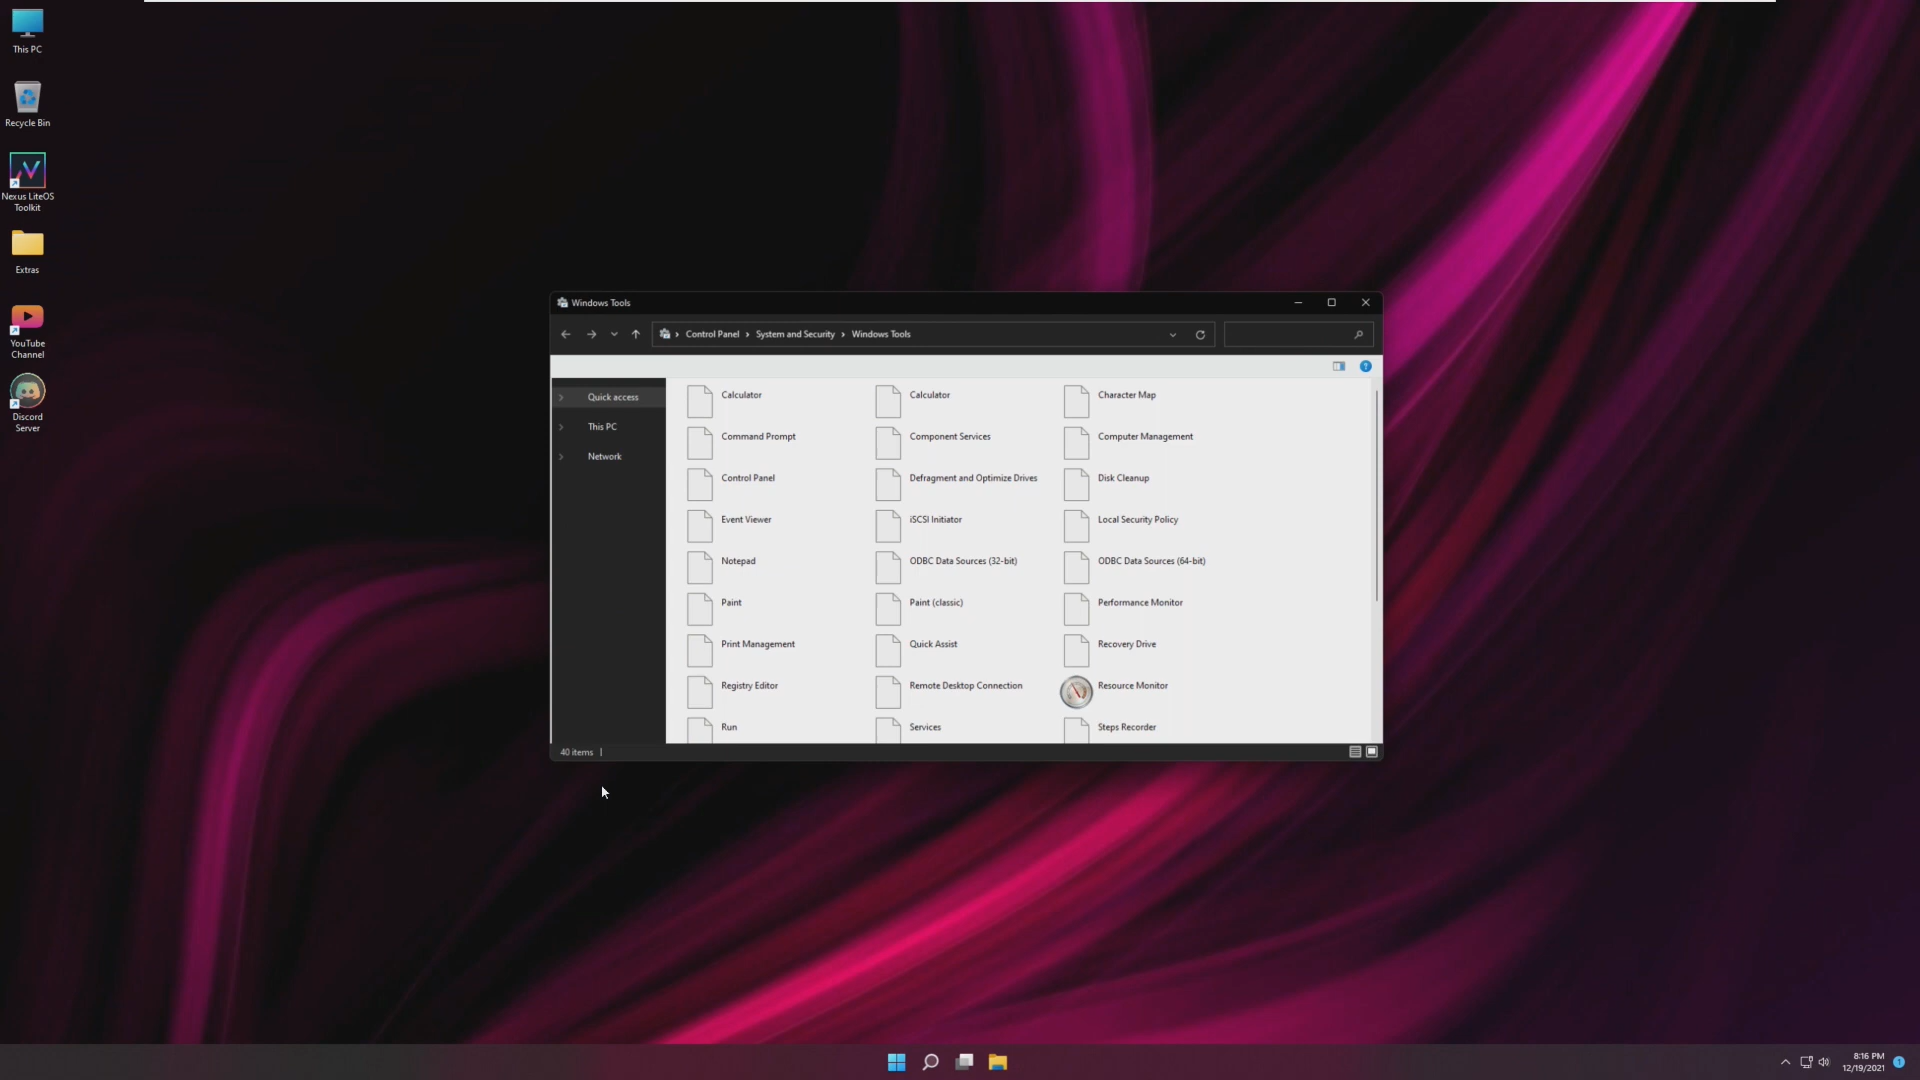 This PC
Recycle Bin
Nexus LiteOS
Toolkit
Extras
YouTube
Channel
Discord
Server
Windows Tools
Control Panel › System and Security › Windows Tools
Quick access
This PC
Network
Calculator Calculator Character Map
Command Prompt Component Services Computer Management
Control Panel Defragment and Optimize Drives Disk Cleanup
Event Viewer iSCSI Initiator Local Security Policy
Notepad ODBC Data Sources (32-bit) ODBC Data Sources (64-bit)
Paint Paint (classic) Performance Monitor
Print Management Quick Assist Recovery Drive
Registry Editor Remote Desktop Connection Resource Monitor
Run Services Steps Recorder
40 items
8:16 PM
12/19/2021
1